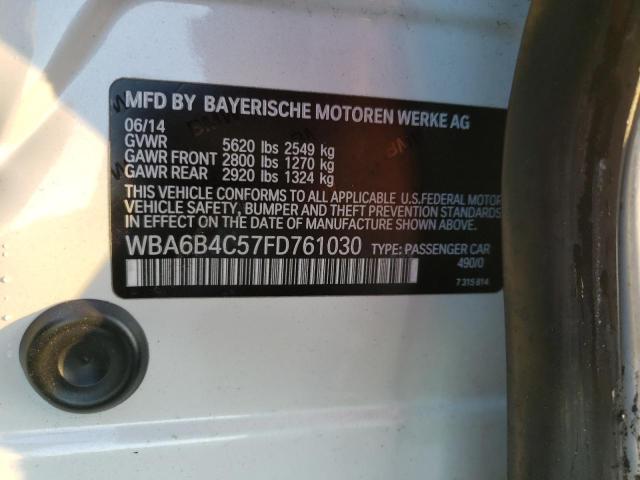 MFD BY BAYERISCHE MOTOREN WERKE AG
06/14
GVWR 5620 lbs 2549 kg
GAWR FRONT 2800 lbs 1270 kg
GAWR REAR 2920 lbs 1324 kg
THIS VEHICLE CONFORMS TO ALL APPLICABLE U.S.FEDERAL MOTOR
VEHICLE SAFETY, BUMPER AND THEFT PREVENTION STANDARDS
IN EFFECT ON THE DATE OF MANUFACTURE SHOWN ABOVE.
WBA6B4C57FD761030 TYPE: PASSENGER CAR
490/0
7 315 814